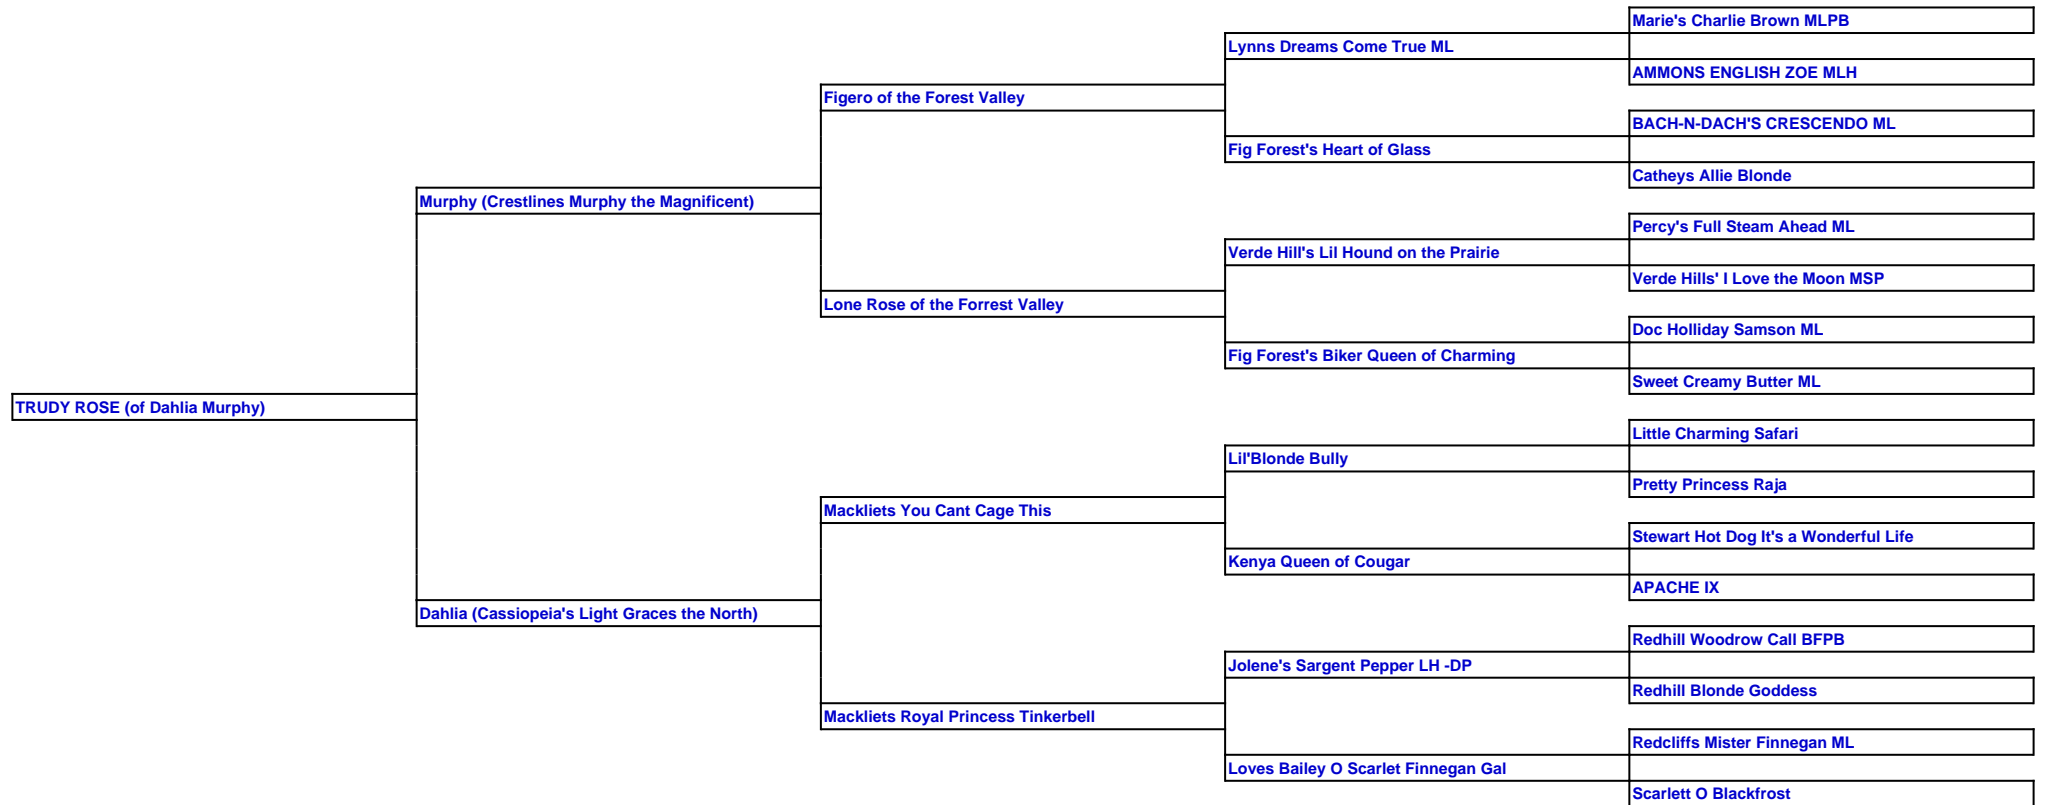 Marie's Charlie Brown MLPB
Lynns Dreams Come True ML
AMMONS ENGLISH ZOE MLH
Figero of the Forest Valley
BACH-N-DACH'S CRESCENDO ML
Fig Forest's Heart of Glass
Catheys Allie Blonde
Murphy (Crestlines Murphy the Magnificent)
Percy's Full Steam Ahead ML
Verde Hill's Lil Hound on the Prairie
Verde Hills' I Love the Moon MSP
Lone Rose of the Forrest Valley
Doc Holliday Samson ML
Fig Forest's Biker Queen of Charming
Sweet Creamy Butter ML
TRUDY ROSE (of Dahlia Murphy)
Little Charming Safari
Lil'Blonde Bully
Pretty Princess Raja
Mackliets You Cant Cage This
Stewart Hot Dog It's a Wonderful Life
Kenya Queen of Cougar
APACHE IX
Dahlia (Cassiopeia's Light Graces the North)
Redhill Woodrow Call BFPB
Jolene's Sargent Pepper LH -DP
Redhill Blonde Goddess
Mackliets Royal Princess Tinkerbell
Redcliffs Mister Finnegan ML
Loves Bailey O Scarlet Finnegan Gal
Scarlett O Blackfrost